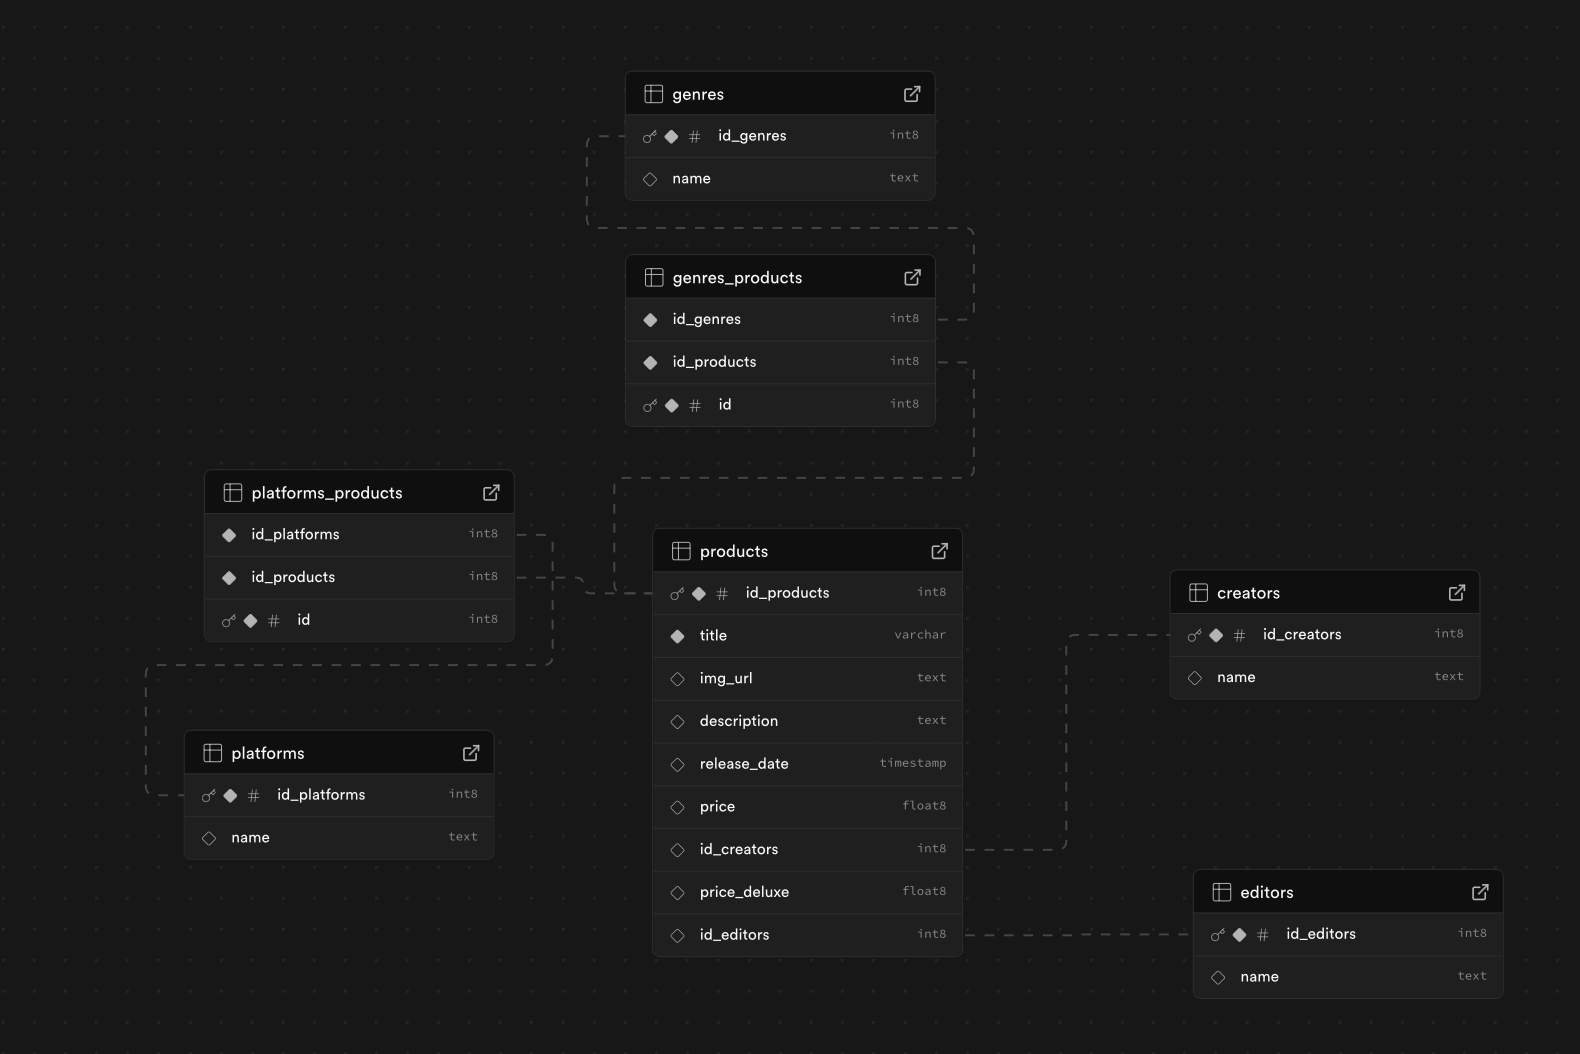 genres
# id_genres int8
name text
genres_products
id_genres int8
id_products int8
# id int8
platforms_products
id_platforms int8
id_products int8
# id int8
products
# id_products int8
title varchar
img_url text
description text
release_date timestamp
price float8
id_creators int8
price_deluxe float8
id_editors int8
creators
# id_creators int8
name text
platforms
# id_platforms int8
name text
editors
# id_editors int8
name text